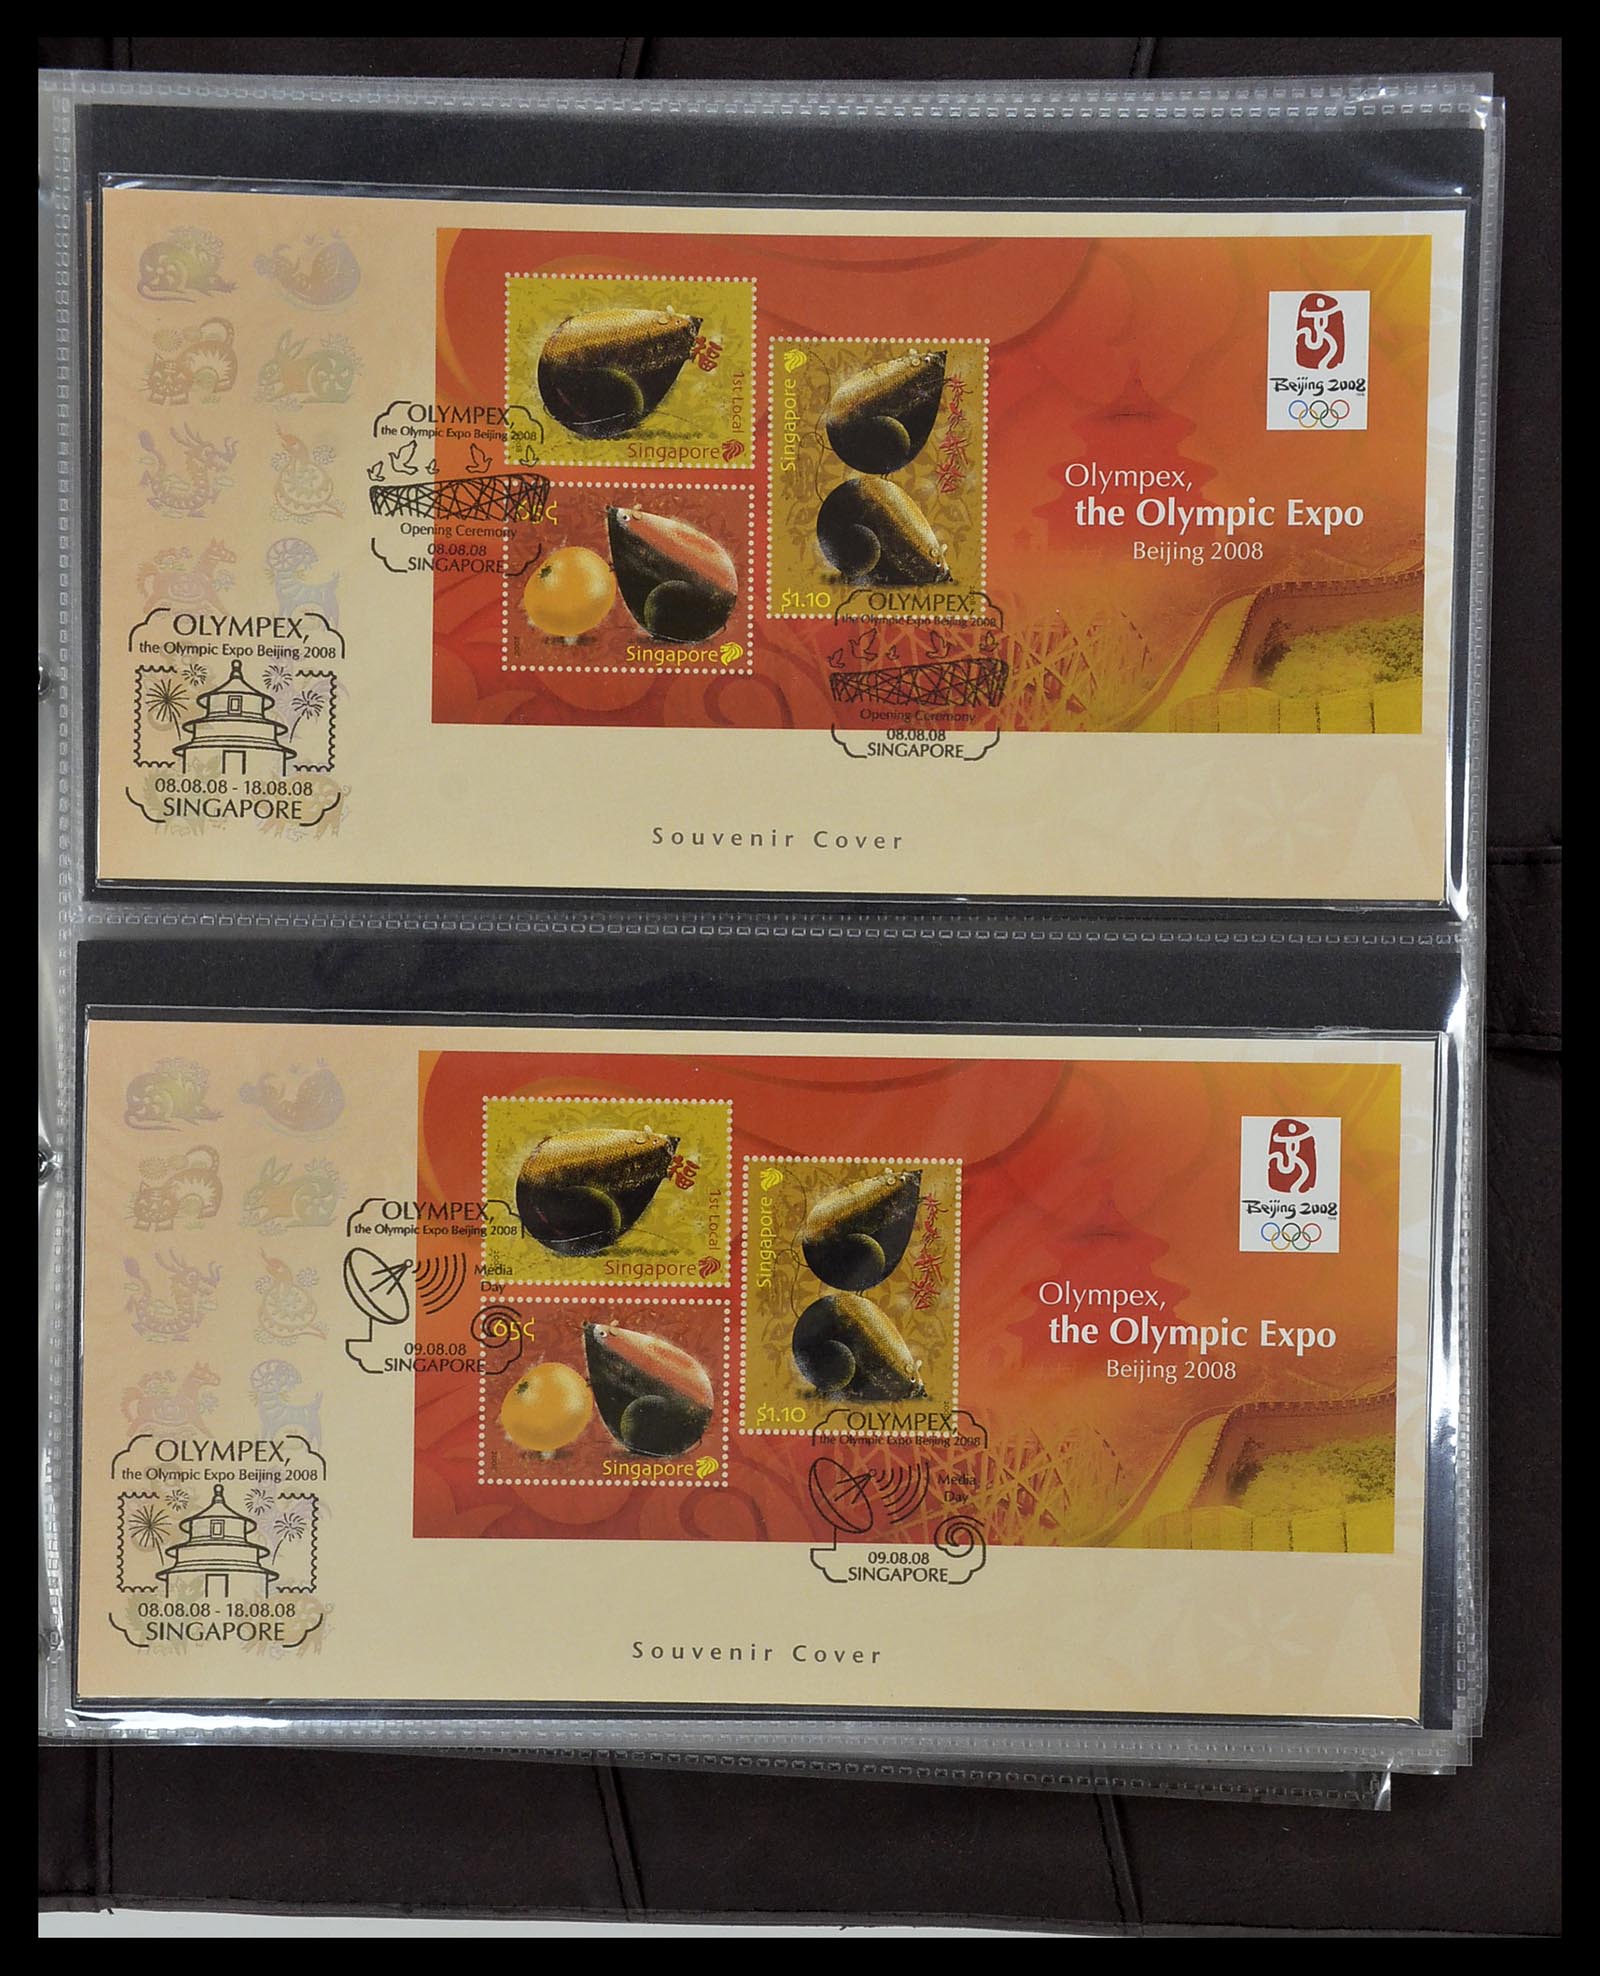 福
1st Local
Singapore
65¢
Singapore
Singapore
$1.10
Beijing 2008
Olympex,
the Olympic Expo
Beijing 2008
OLYMPEX,
the Olympic Expo Beijing 2008
Opening Ceremony
08.08.08
SINGAPORE
OLYMPEX,
the Olympic Expo Beijing 2008
Opening Ceremony
08.08.08
SINGAPORE
OLYMPEX,
the Olympic Expo Beijing 2008
08.08.08 - 18.08.08
SINGAPORE
Souvenir Cover
福
1st Local
Singapore
65¢
Singapore
Singapore
$1.10
Beijing 2008
Olympex,
the Olympic Expo
Beijing 2008
OLYMPEX,
the Olympic Expo Beijing 2008
Media
Day
09.08.08
SINGAPORE
OLYMPEX,
the Olympic Expo Beijing 2008
Media
Day
09.08.08
SINGAPORE
OLYMPEX,
the Olympic Expo Beijing 2008
08.08.08 - 18.08.08
SINGAPORE
Souvenir Cover